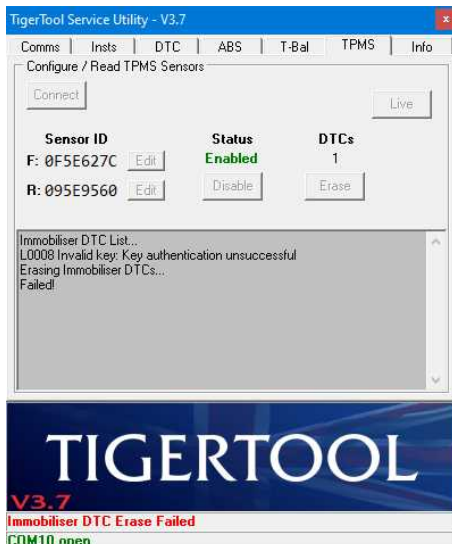 TigerTool Service Utility - V3.7
x
Comms Insts DTC ABS T-Bal TPMS Info
Configure / Read TPMS Sensors
Connect
Live
Sensor ID Status DTCs
F: 0F5E627C Edit Enabled 1
R: 095E9560 Edit Disable Erase
Immobiliser DTC List...
L0008 Invalid key: Key authentication unsuccessful
Erasing Immobiliser DTCs...
Failed!
TIGERTOOL
V3.7
Immobiliser DTC Erase Failed
COM10 open